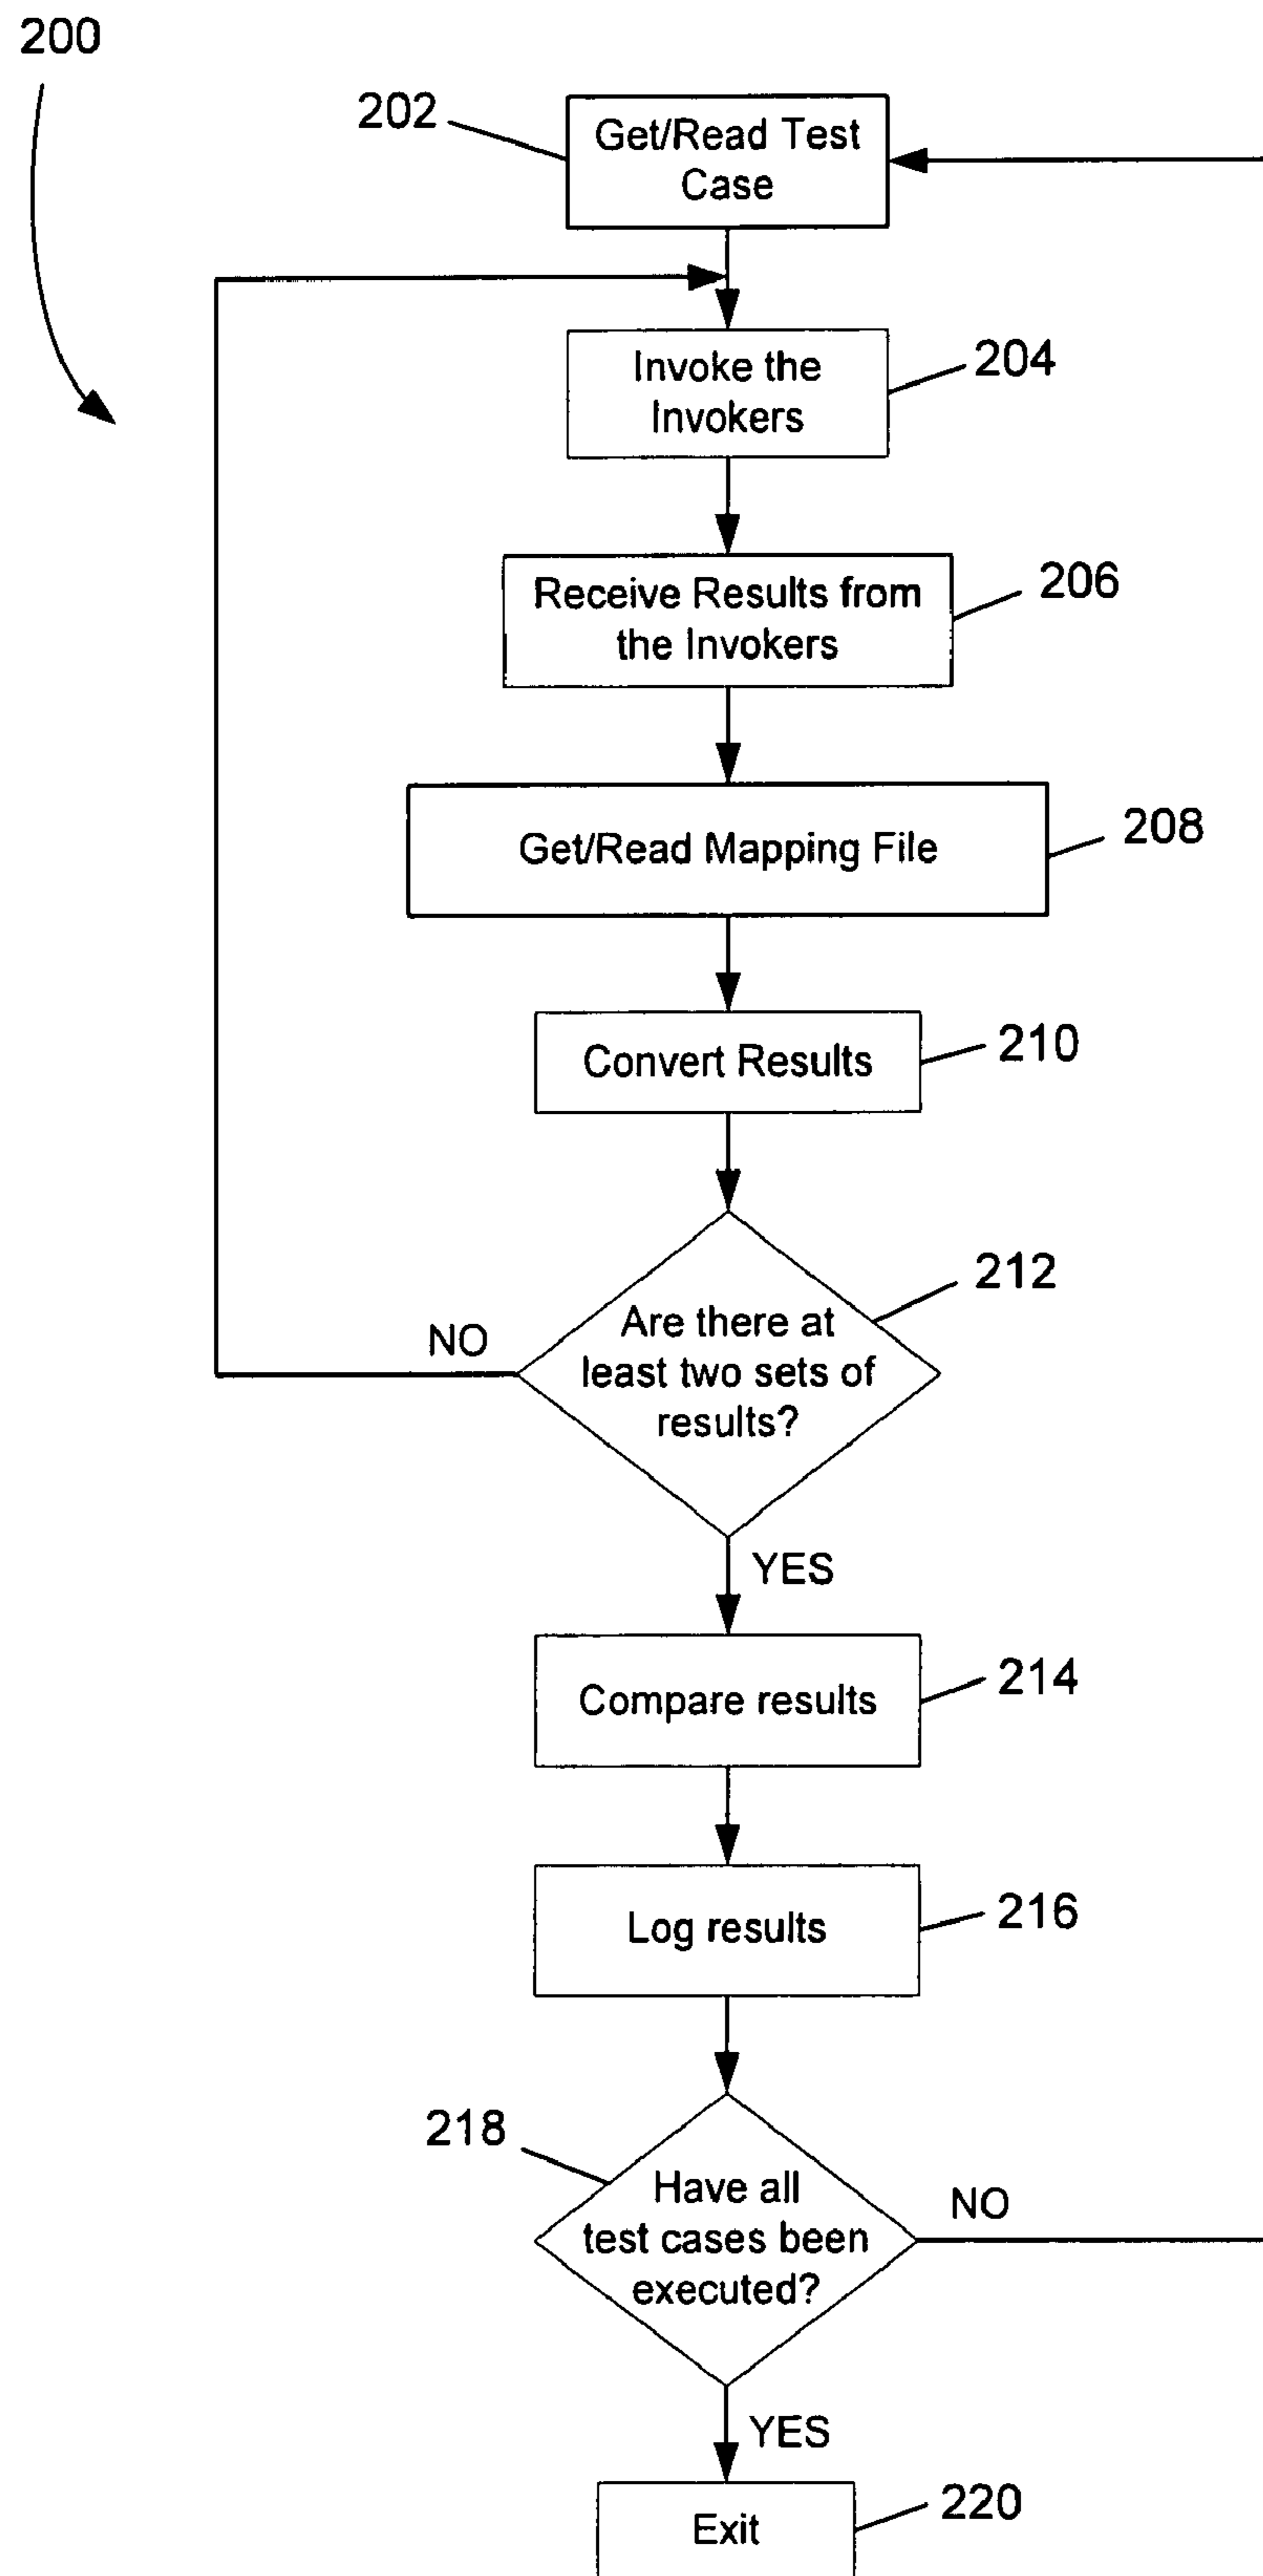 200
202
Get/Read Test
Case
Invoke the
Invokers
204
Receive Results from
the Invokers
206
Get/Read Mapping File
208
Convert Results
210
Are there at
least two sets of
results?
212
NO
YES
Compare results
214
Log results
216
218
Have all
test cases been
executed?
NO
YES
Exit
220